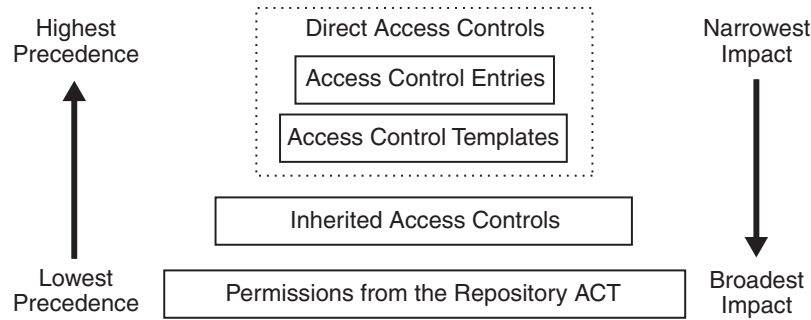 Highest
Precedence
Direct Access Controls
Narrowest
Impact
Access Control Entries
Access Control Templates
Inherited Access Controls
Lowest
Precedence
Permissions from the Repository ACT
Broadest
Impact